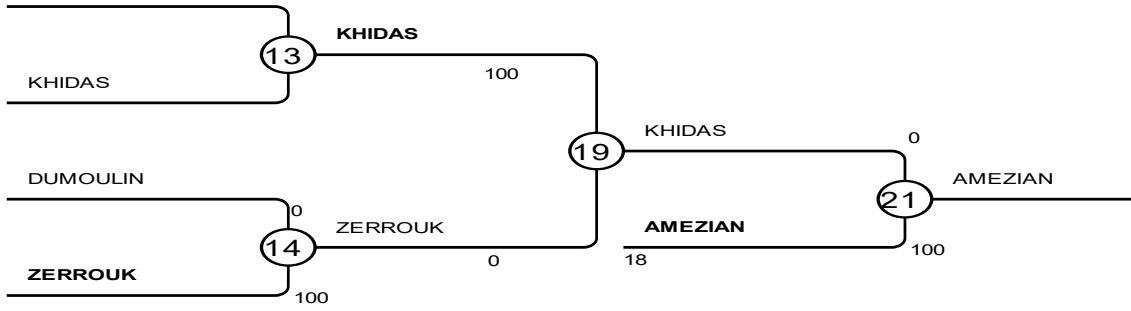 KHIDAS
13
100
KHIDAS
KHIDAS
0
19
DUMOULIN
AMEZIAN
0
21
ZERROUK
AMEZIAN
14
0
18
100
ZERROUK
100